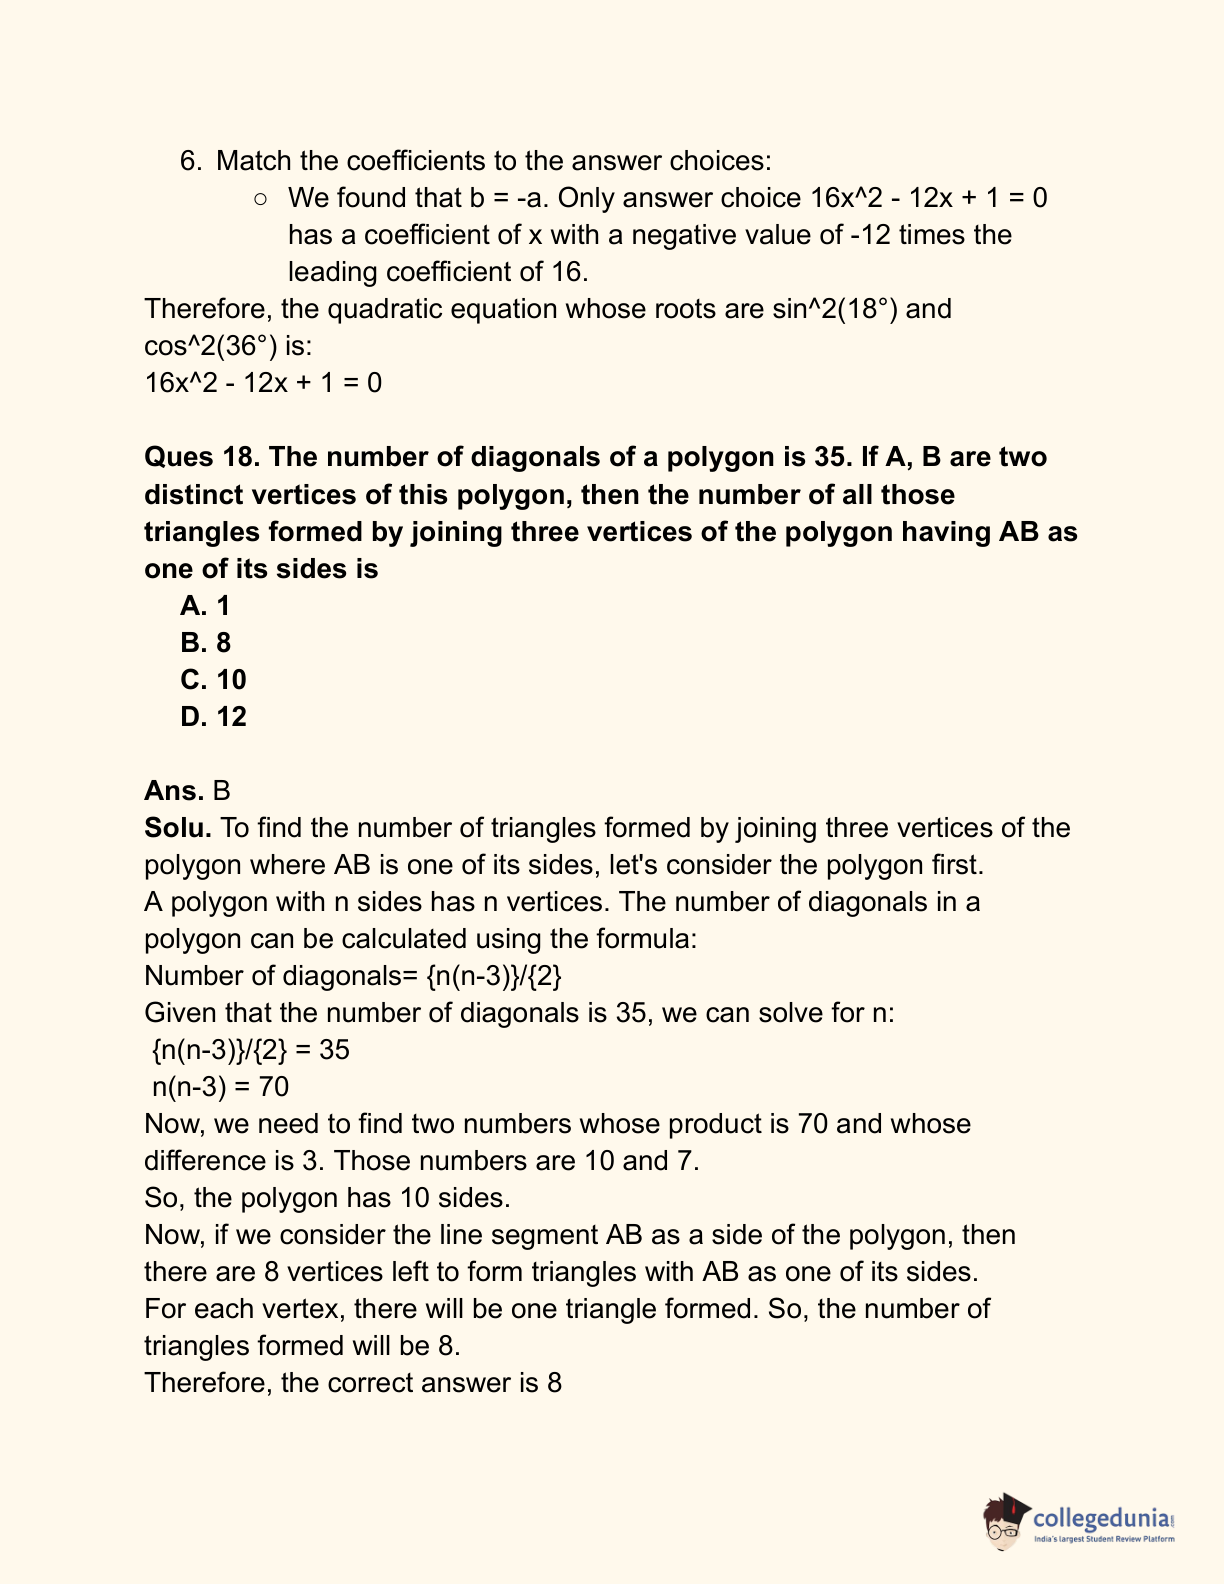 6. Match the coefficients to the answer choices:
○ We found that b = -a. Only answer choice 16x^2 - 12x + 1 = 0
has a coefficient of x with a negative value of -12 times the
leading coefficient of 16.
Therefore, the quadratic equation whose roots are sin^2(18°) and
cos^2(36°) is:
16x^2 - 12x + 1 = 0
Ques 18. The number of diagonals of a polygon is 35. If A, B are two
distinct vertices of this polygon, then the number of all those
triangles formed by joining three vertices of the polygon having AB as
one of its sides is
A. 1
B. 8
C. 10
D. 12
Ans. B
Solu. To find the number of triangles formed by joining three vertices of the
polygon where AB is one of its sides, let's consider the polygon first.
A polygon with n sides has n vertices. The number of diagonals in a
polygon can be calculated using the formula:
Number of diagonals= {n(n-3)}/{2}
Given that the number of diagonals is 35, we can solve for n:
{n(n-3)}/{2} = 35
n(n-3) = 70
Now, we need to find two numbers whose product is 70 and whose
difference is 3. Those numbers are 10 and 7.
So, the polygon has 10 sides.
Now, if we consider the line segment AB as a side of the polygon, then
there are 8 vertices left to form triangles with AB as one of its sides.
For each vertex, there will be one triangle formed. So, the number of
triangles formed will be 8.
Therefore, the correct answer is 8
collegedunia
India's largest Student Review Platform